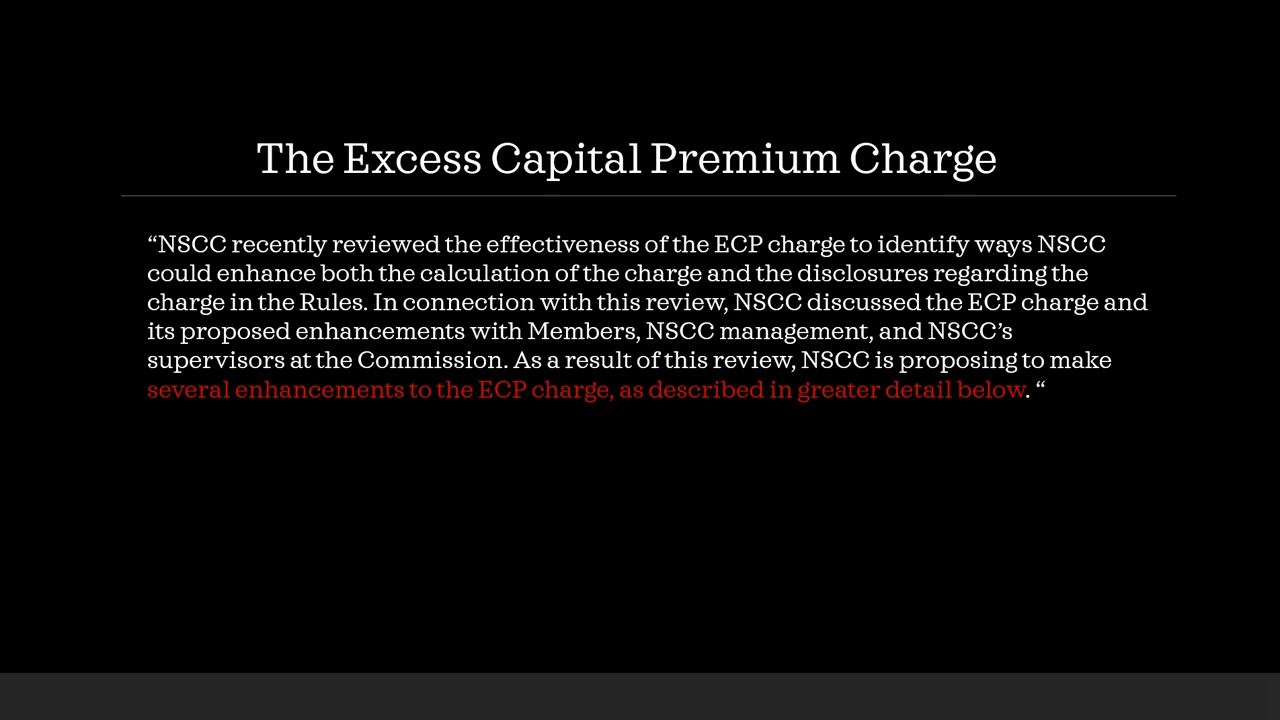 The Excess Capital Premium Charge
“NSCC recently reviewed the effectiveness of the ECP charge to identify ways NSCC
could enhance both the calculation of the charge and the disclosures regarding the
charge in the Rules. In connection with this review, NSCC discussed the ECP charge and
its proposed enhancements with Members, NSCC management, and NSCC’s
supervisors at the Commission. As a result of this review, NSCC is proposing to make
several enhancements to the ECP charge, as described in greater detail below. “